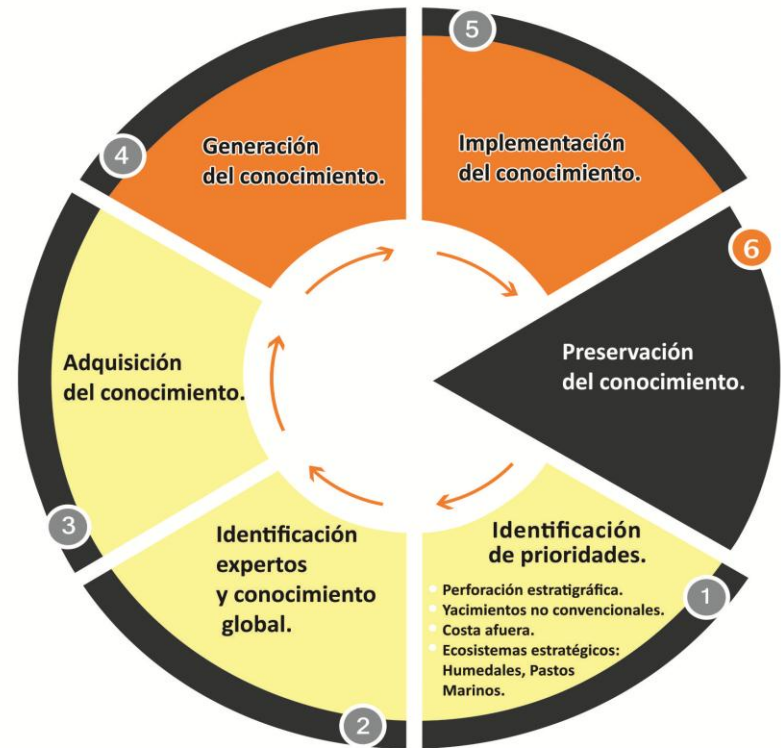 5
Implementación
del conocimiento.
4
Generación
del conocimiento.
6
Preservación
del conocimiento.
Adquisición
del conocimiento.
3
Identificación
expertos
y conocimiento
global.
2
Identificación
de prioridades.
Perforación estratigráfica.
Yacimientos no convencionales.
Costa afuera.
Ecosistemas estratégicos:
Humedales, Pastos
Marinos.
1